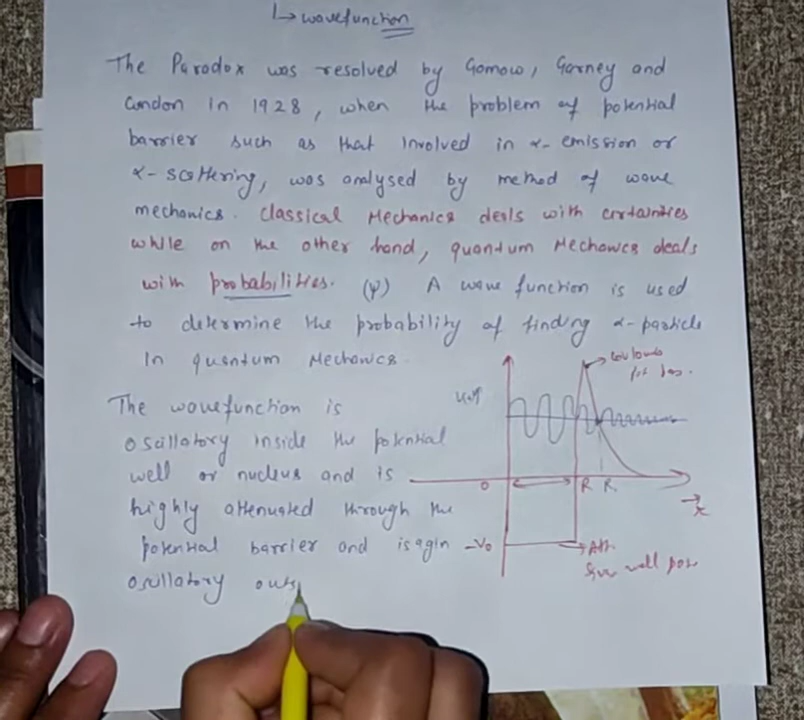 ↳ wavefunction
The Paradox was resolved by Gamow, Gurney and
Condon in 1928, when the problem of potential
barrier such as that involved in α- emission or
α- scattering, was analysed by method of wave
mechanics. Classical Mechanics deals with certainties
while on the other hand, quantum Mechanics deals
with probabilities. (ψ) A wave function is used
to determine the probability of finding α-particle
in quantum Mechanics.
The wavefunction is
oscillatory inside the potential
well or nucleus and is
highly attenuated through the
potential barrier and is agin
oscillatory outs
0
R R
x
-V₀
well